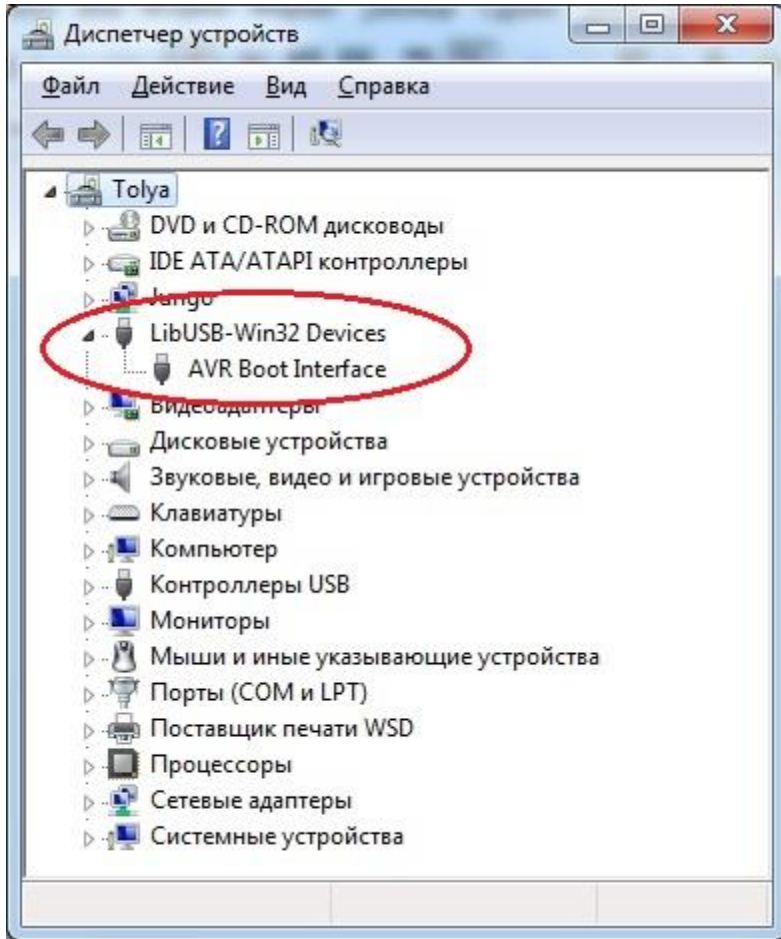 Диспетчер устройств
Файл Действие Вид Справка
Tolya
DVD и CD-ROM дисководы
IDE ATA/ATAPI контроллеры
Jungo
LibUSB-Win32 Devices
AVR Boot Interface
Видеоадаптеры
Дисковые устройства
Звуковые, видео и игровые устройства
Клавиатуры
Компьютер
Контроллеры USB
Мониторы
Мыши и иные указывающие устройства
Порты (COM и LPT)
Поставщик печати WSD
Процессоры
Сетевые адаптеры
Системные устройства